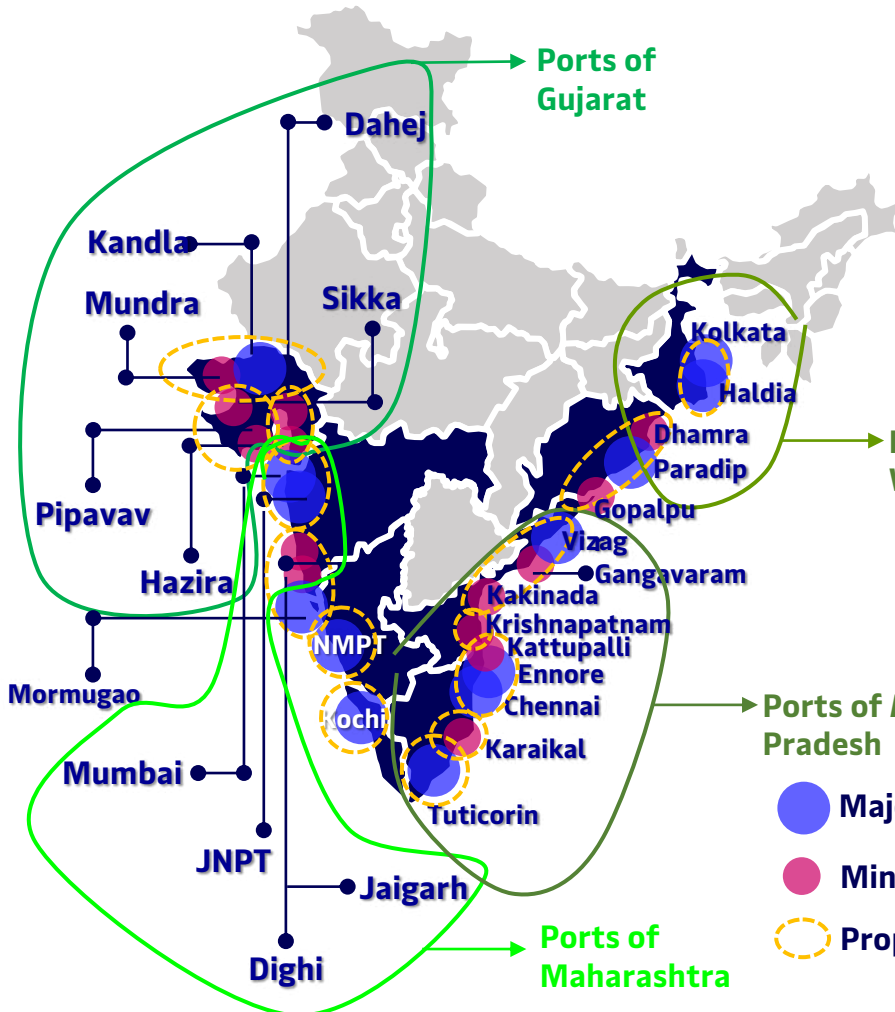 Ports of
Gujarat
Dahej
Kandla
Mundra
Sikka
Kolkata
Haldia
Dhamra
Paradip
Pipavav
Gopalpu
Vizag
Hazira
Gangavaram
Kakinada
Krishnapatnam
NMPT
Kattupalli
Ennore
Mormugao
Chennai
Kochi
Ports of
Pradesh
Karaikal
Mumbai
Tuticorin
Maj
JNPT
Min
Jaigarh
Prop
Ports of
Maharashtra
Dighi